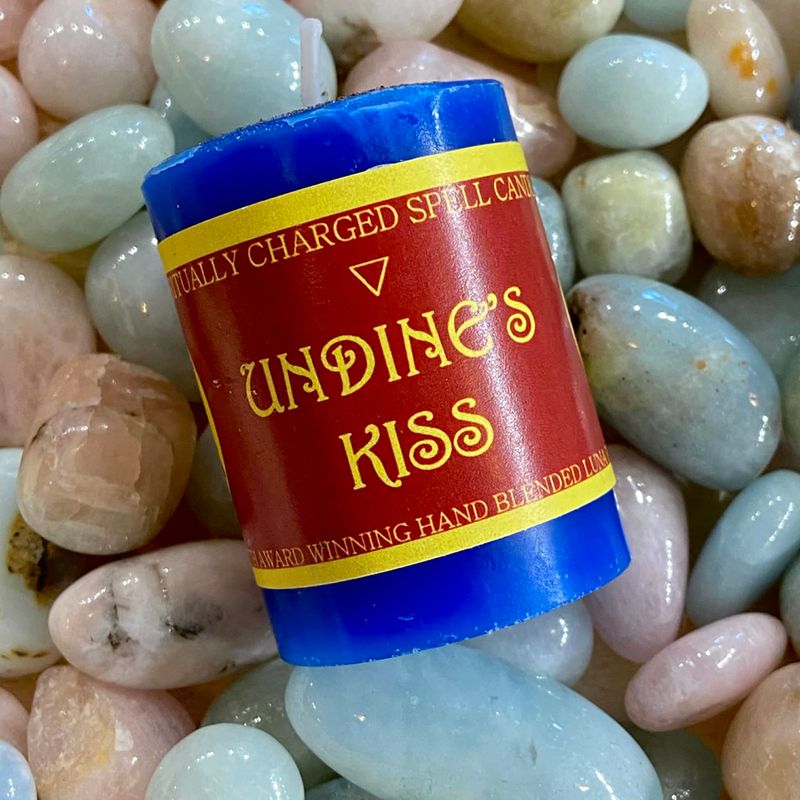 CHARGED SPELL
UNDINE'S
KISS
AWARD WINNING HAND BLENDED